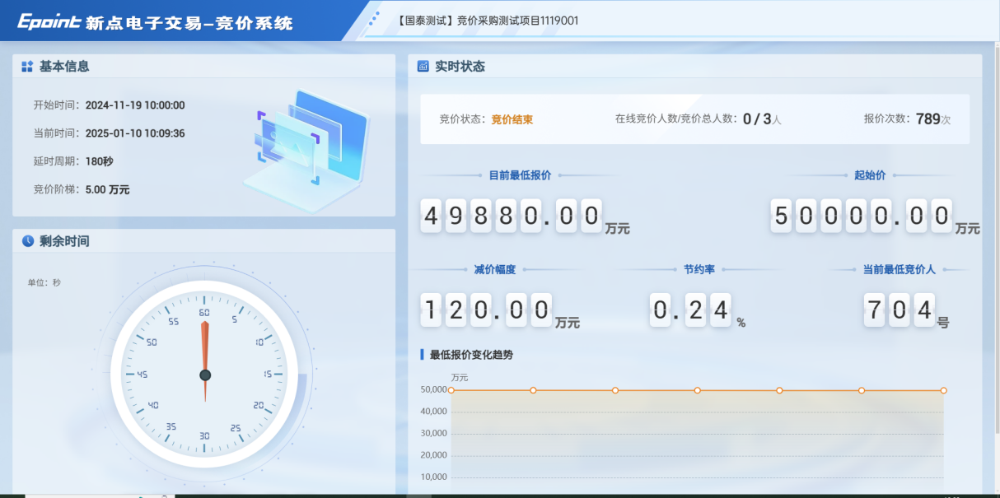 Epoint 新点电子交易-竞价系统
【国泰测试】竞价采购测试项目1119001
基本信息
开始时间：2024-11-19 10:00:00
当前时间：2025-01-10 10:09:36
延时周期：180秒
竞价阶梯：5.00 万元
剩余时间
单位：秒
60
5
10
15
20
25
30
35
40
45
50
55
实时状态
竞价状态：竞价结束
在线竞价人数/竞价总人数：0 / 3人
报价次数：789次
目前最低报价
49880.00万元
起始价
50000.00万元
减价幅度
120.00万元
节约率
0.24%
当前最低竞价人
704号
最低报价变化趋势
万元
50,000
40,000
30,000
20,000
10,000